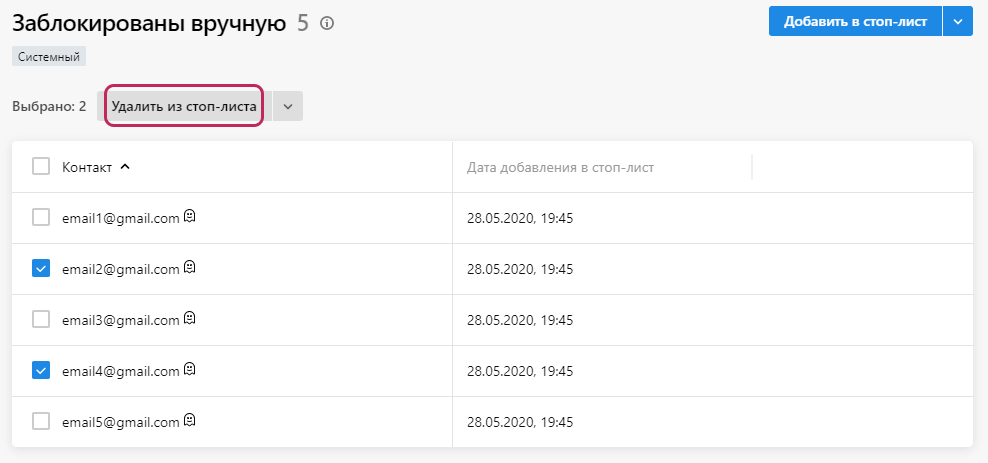 Заблокированы вручную 5
Добавить в стоп-лист
Системный
Выбрано: 2 Удалить из стоп-листа
Контакт Дата добавления в стоп-лист
email1@gmail.com 28.05.2020, 19:45
email2@gmail.com 28.05.2020, 19:45
email3@gmail.com 28.05.2020, 19:45
email4@gmail.com 28.05.2020, 19:45
email5@gmail.com 28.05.2020, 19:45